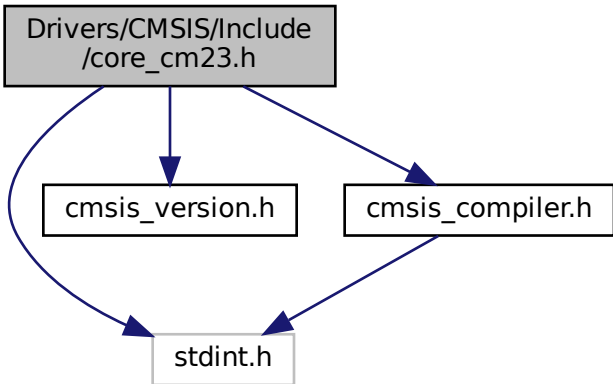 Drivers/CMSIS/Include
/core_cm23.h
cmsis_version.h
cmsis_compiler.h
stdint.h